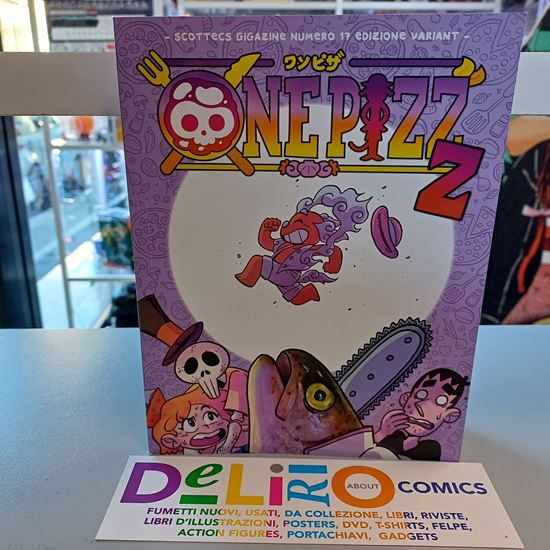 - SCOTTECS GIGAZINE NUMERO 17 EDIZIONE VARIANT -
ワンピザ
ONE PIZZ
Z
DeLiRiO
ABOUT
COMICS
FUMETTI NUOVI, USATI, DA COLLEZIONE, LIBRI, RIVISTE,
LIBRI D'ILLUSTRAZIONI, POSTERS, DVD, T-SHIRTS, FELPE,
ACTION FIGURES, PORTACHIAVI, GADGETS